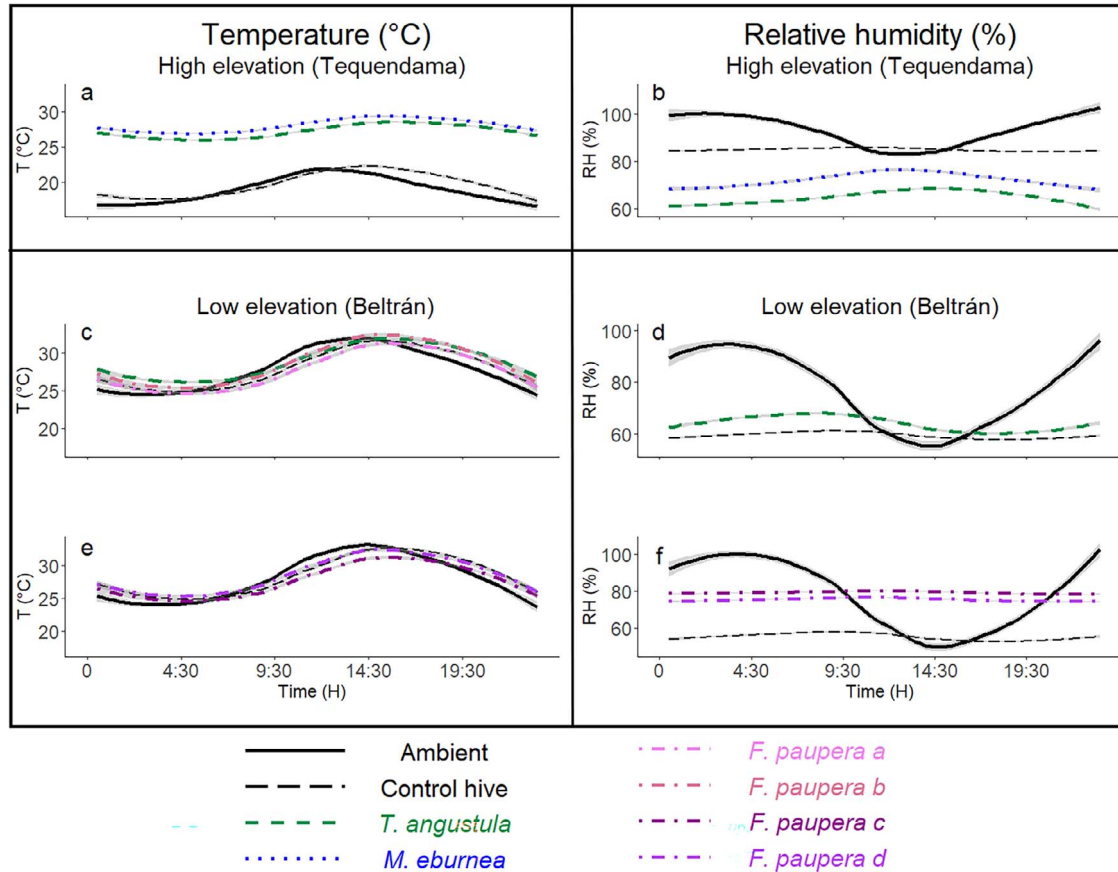 Temperature (°C)
High elevation (Tequendama)
Relative humidity (%)
High elevation (Tequendama)
a
30
20
T (°C)
b
100
80
60
RH (%)
Low elevation (Beltrán)
Low elevation (Beltrán)
c
30
25
20
T (°C)
d
100
80
60
RH (%)
e
30
25
20
T (°C)
0 4:30 9:30 14:30 19:30
Time (H)
f
100
80
60
RH (%)
0 4:30 9:30 14:30 19:30
Time (H)
Ambient
Control hive
T. angustula
M. eburnea
F. paupera a
F. paupera b
F. paupera c
F. paupera d